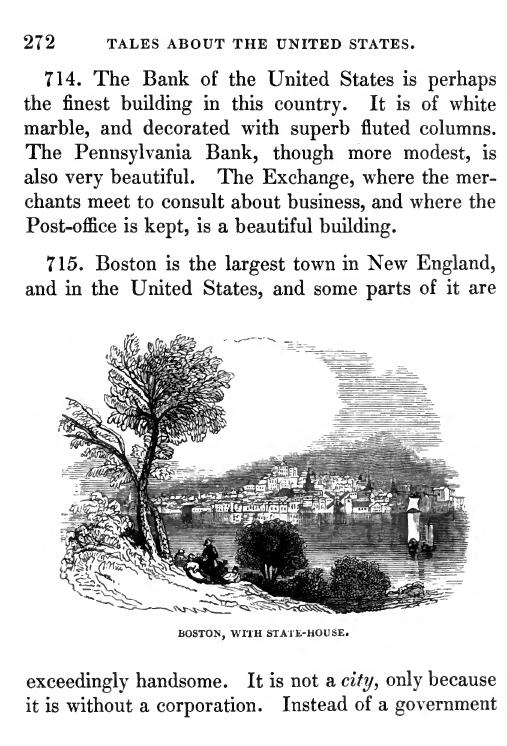 272 TALES ABOUT THE UNITED STATES.
714. The Bank of the United States is perhaps
the finest building in this country. It is of white
marble, and decorated with superb fluted columns.
The Pennsylvania Bank, though more modest, is
also very beautiful. The Exchange, where the mer-
chants meet to consult about business, and where the
Post-office is kept, is a beautiful building.
715. Boston is the largest town in New England,
and in the United States, and some parts of it are
BOSTON, WITH STATE-HOUSE.
exceedingly handsome. It is not a city, only because
it is without a corporation. Instead of a government